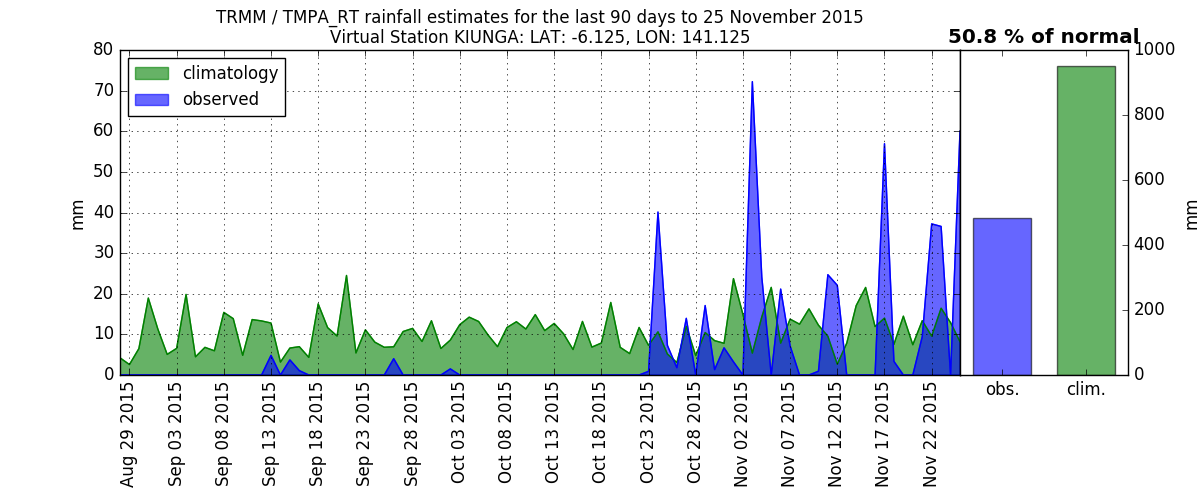 TRMM / TMPA_RT rainfall estimates for the last 90 days to 25 November 2015
Virtual Station KIUNGA: LAT: -6.125, LON: 141.125
50.8 % of normal
climatology
observed
mm
80
70
60
50
40
30
20
10
0
1000
800
600
400
200
0
mm
obs.
clim.
Aug 29 2015
Sep 03 2015
Sep 08 2015
Sep 13 2015
Sep 18 2015
Sep 23 2015
Sep 28 2015
Oct 03 2015
Oct 08 2015
Oct 13 2015
Oct 18 2015
Oct 23 2015
Oct 28 2015
Nov 02 2015
Nov 07 2015
Nov 12 2015
Nov 17 2015
Nov 22 2015